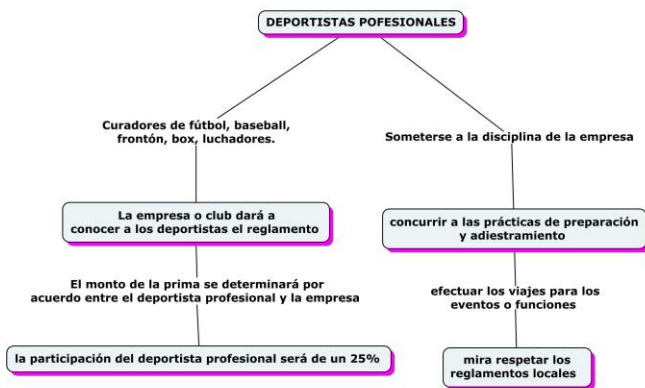 DEPORTISTAS POFESIONALES
Curadores de fútbol, baseball,
frontón, box, luchadores.
Someterse a la disciplina de la empresa
La empresa o club dará a
conocer a los deportistas el reglamento
concurrir a las prácticas de preparación
y adiestramiento
El monto de la prima se determinará por
acuerdo entre el deportista profesional y la empresa
efectuar los viajes para los
eventos o funciones
la participación del deportista profesional será de un 25%
mira respetar los
reglamentos locales